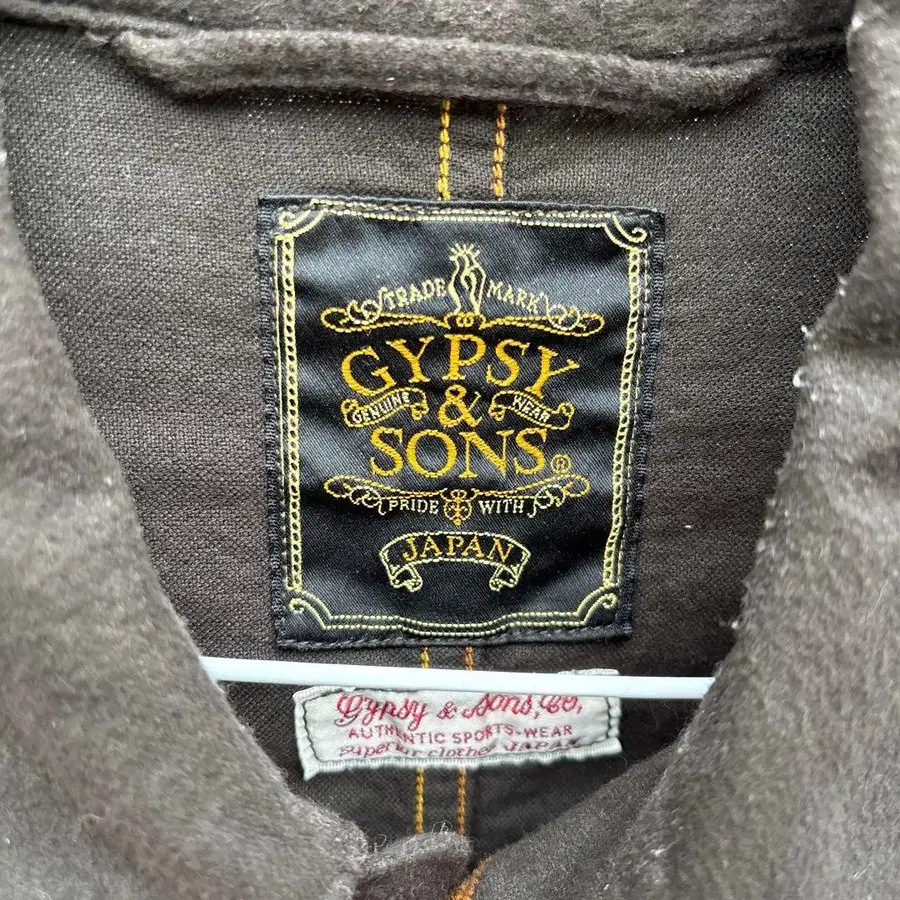 TRADE MARK
GYPSY
GENUINE & WEAR
SONS®
PRIDE WITH
JAPAN
Gypsy & Sons, Co,
AUTHENTIC SPORTS-WEAR
Superior clothes JAPAN